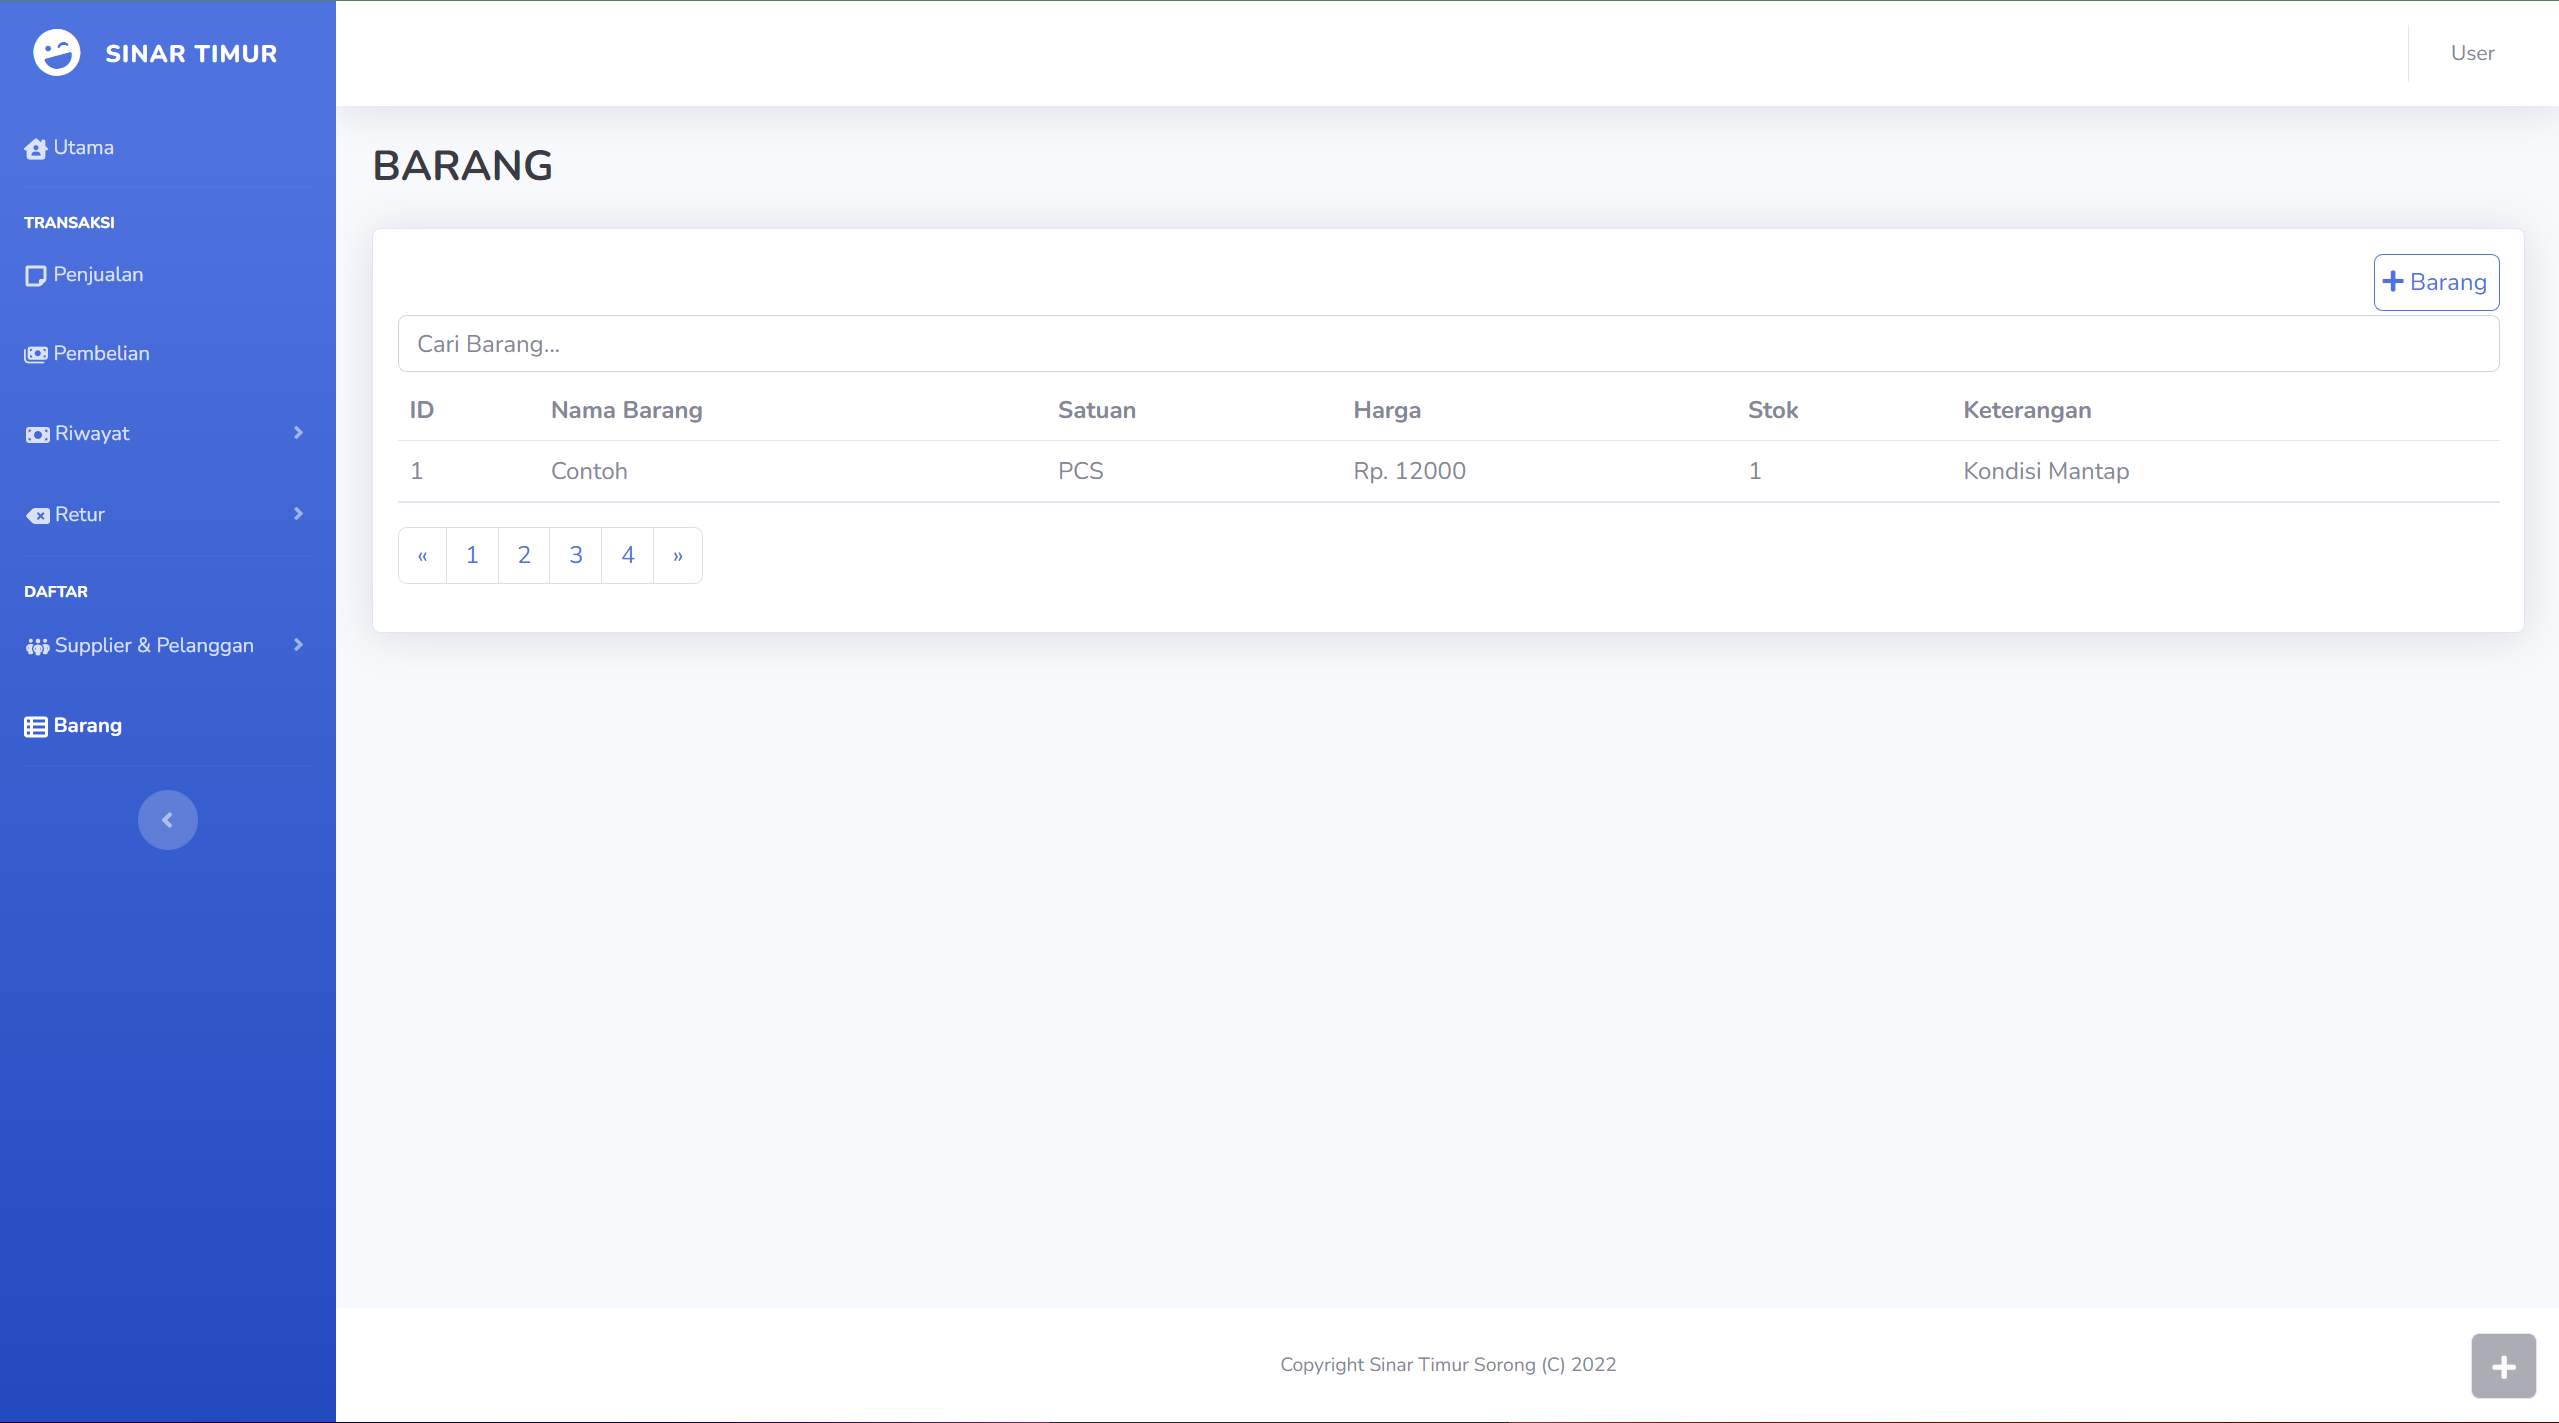 SINAR TIMUR
User
Utama
TRANSAKSI
Penjualan
Pembelian
Riwayat
Retur
DAFTAR
Supplier & Pelanggan
Barang
BARANG
Barang
Cari Barang...
ID Nama Barang Satuan Harga Stok Keterangan
1 Contoh PCS Rp. 12000 1 Kondisi Mantap
« 1 2 3 4 »
Copyright Sinar Timur Sorong (C) 2022